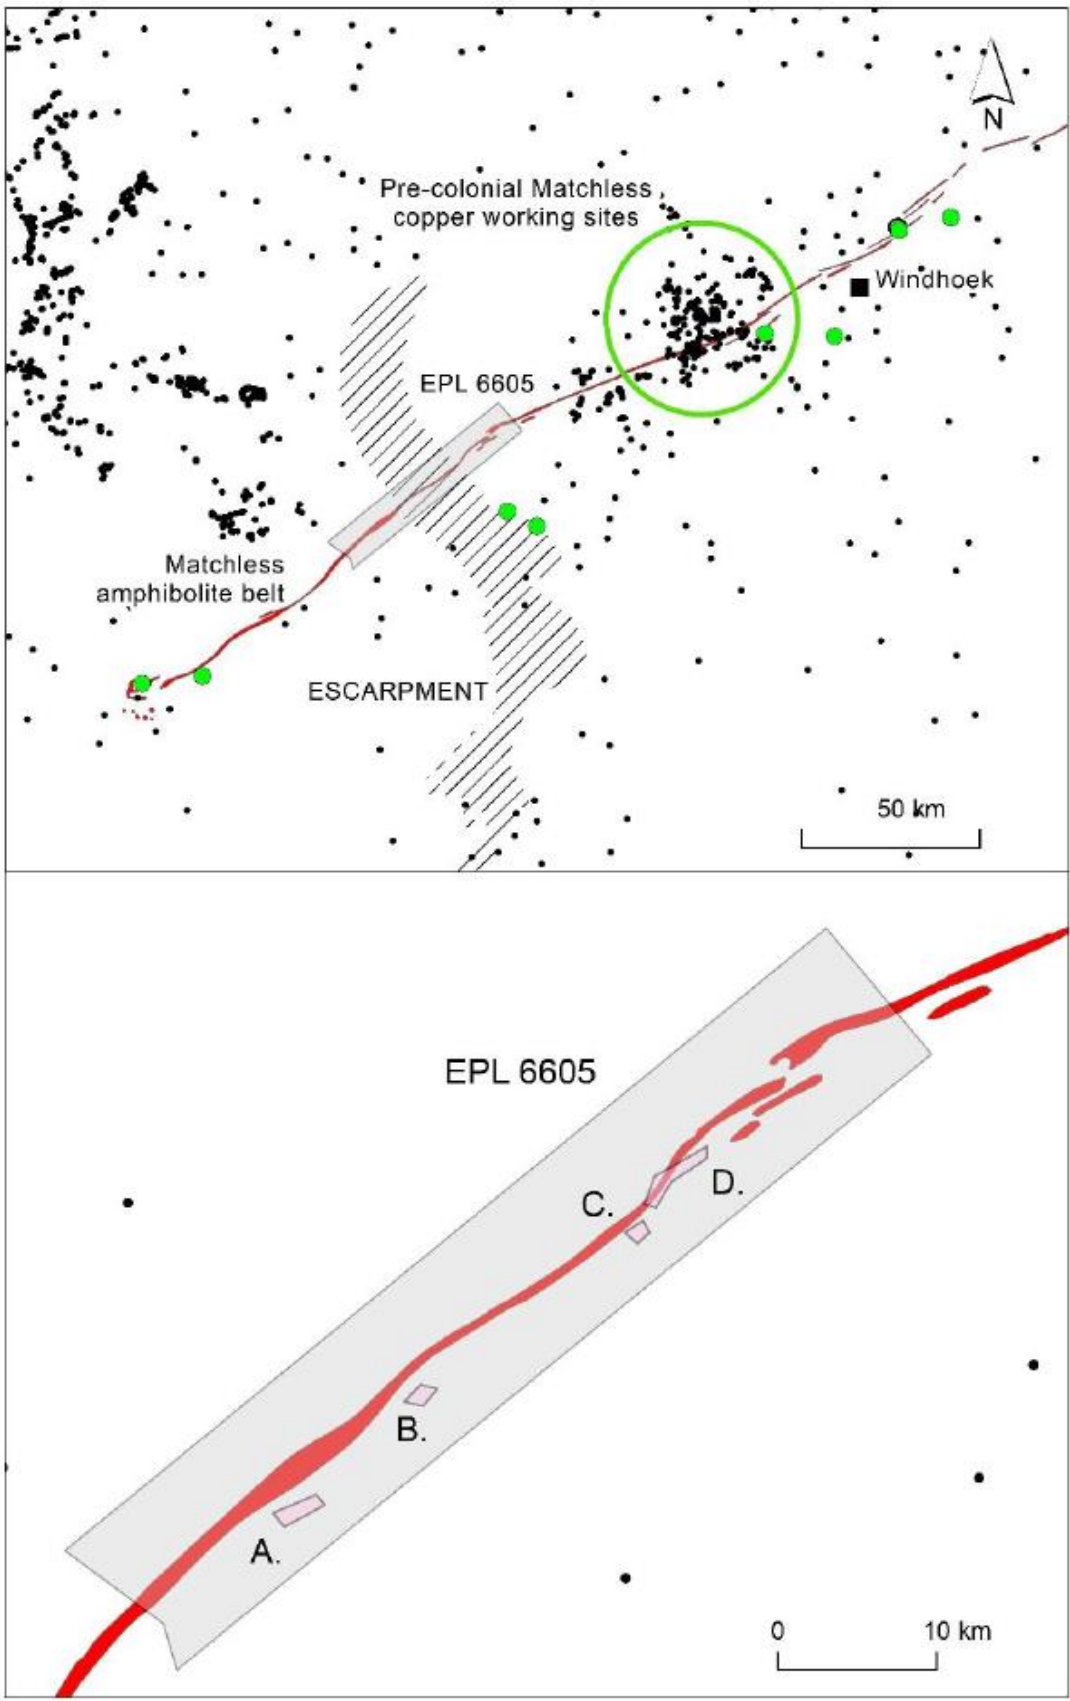 N
Pre-colonial Matchless
copper working sites
Windhoek
EPL 6605
Matchless
amphibolite belt
ESCARPMENT
50 km
EPL 6605
D.
C.
B.
A.
0 10 km